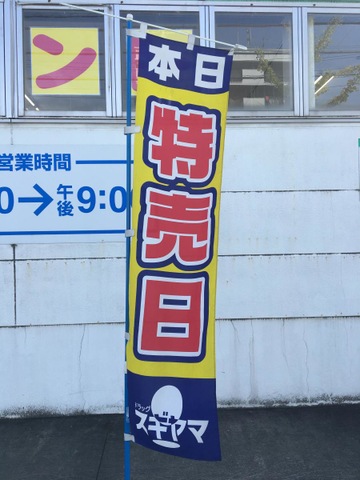 ン
営業時間
0→午後9:0
本日
特売日
ドラッグ
スギヤマ